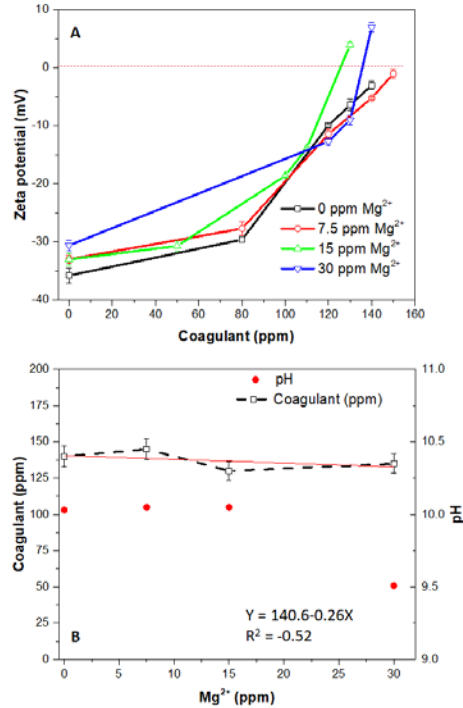 10
0
-10
-20
-30
-40
Zeta potential (mV)
A
0 ppm Mg²⁺
7.5 ppm Mg²⁺
15 ppm Mg²⁺
30 ppm Mg²⁺
0 20 40 60 80 100 120 140 160
Coagulant (ppm)
200
175
150
125
100
75
50
25
0
Coagulant (ppm)
pH
Coagulant (ppm)
11.0
10.5
10.0
9.5
9.0
pH
Y = 140.6-0.26X
R² = -0.52
B
0 5 10 15 20 25 30
Mg²⁺ (ppm)